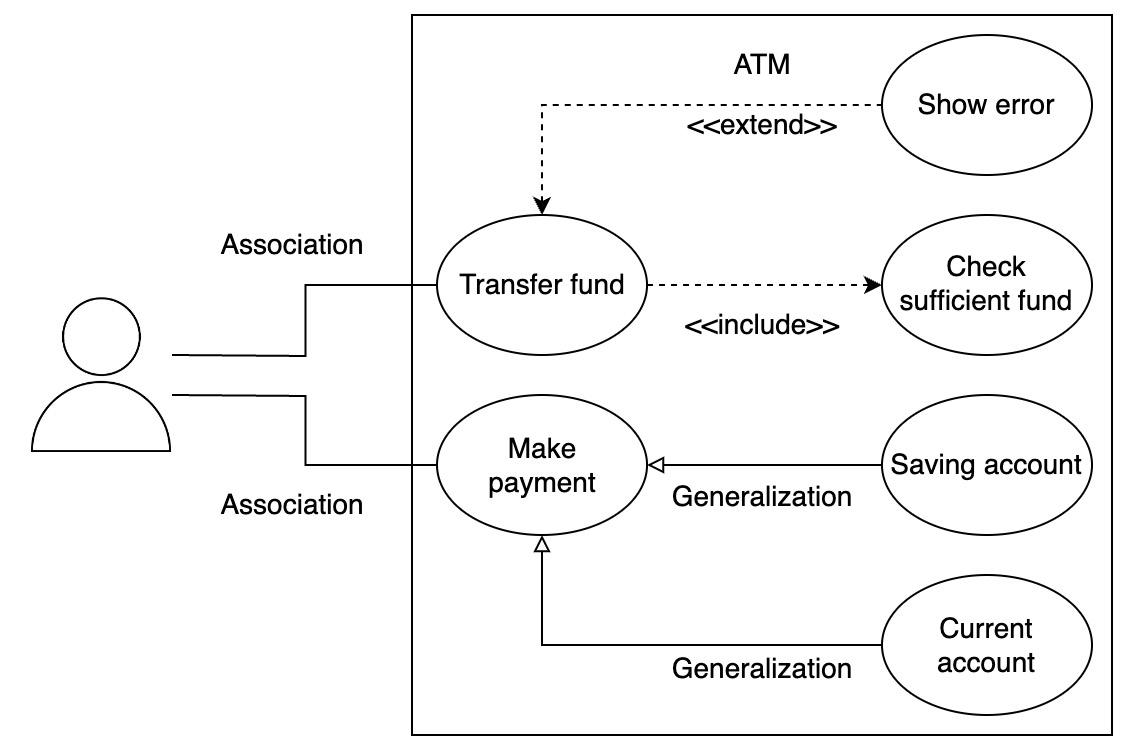 ATM
Show error
<<extend>>
Association
Transfer fund
Check
sufficient fund
<<include>>
Make
payment
Saving account
Generalization
Association
Current
account
Generalization